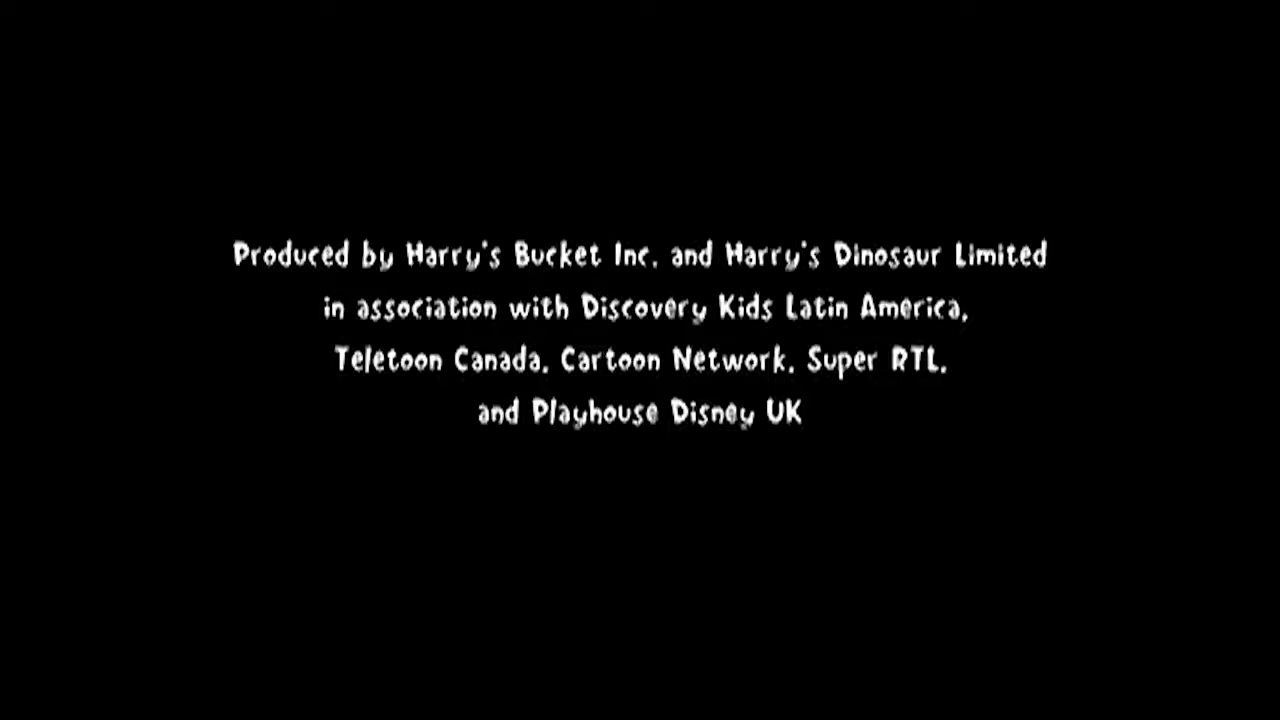 Produced by Harry's Bucket Inc. and Harry's Dinosaur Limited
in association with Discovery Kids Latin America,
Teletoon Canada, Cartoon Network, Super RTL,
and Playhouse Disney UK